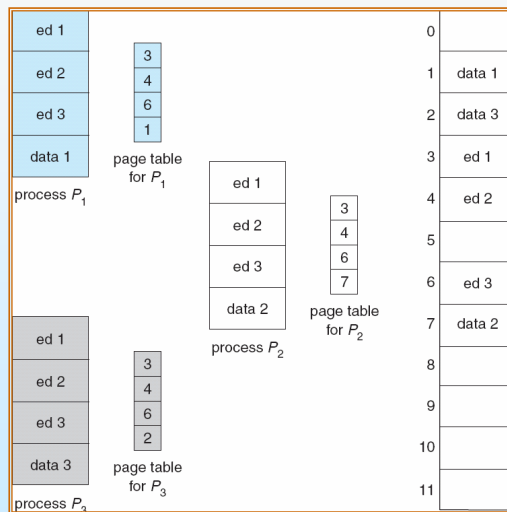 ed 1
ed 2
ed 3
data 1
process P1
3
4
6
1
page table
for P1
ed 1
ed 2
ed 3
data 2
process P2
3
4
6
7
page table
for P2
ed 1
ed 2
ed 3
data 3
process P3
3
4
6
2
page table
for P3
0
1 data 1
2 data 3
3 ed 1
4 ed 2
5
6 ed 3
7 data 2
8
9
10
11